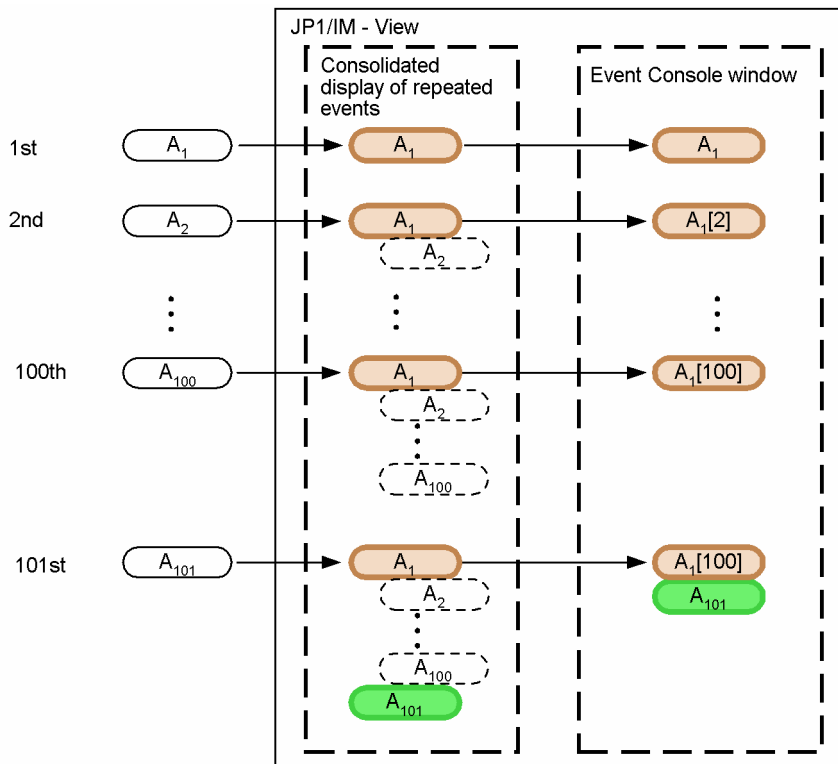 JP1/IM - View
Consolidated
display of repeated
events
Event Console window
1st A₁ A₁ A₁
2nd A₂ A₁ A₁[2]
A₂
100th A₁₀₀ A₁ A₁[100]
A₂
A₁₀₀
101st A₁₀₁ A₁ A₁[100]
A₂ A₁₀₁
A₁₀₀
A₁₀₁